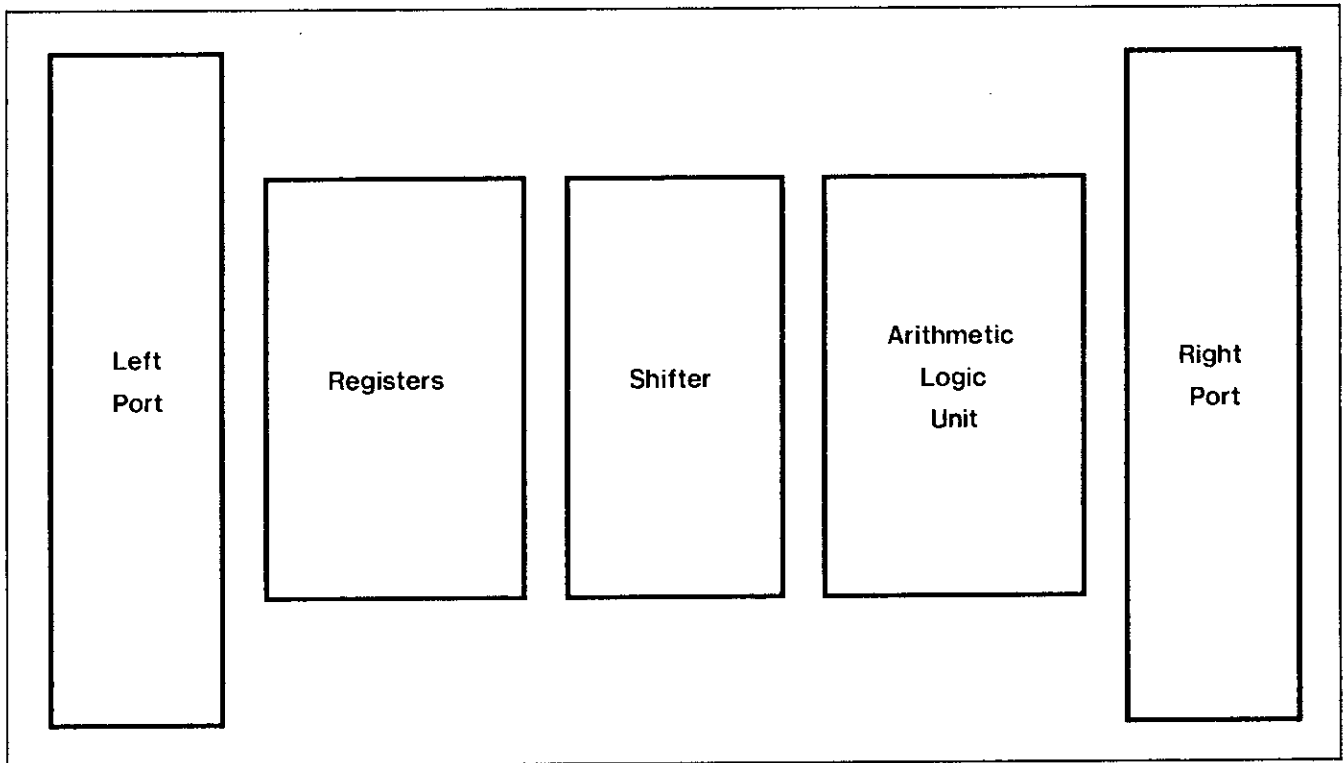 Left
Port
Registers
Shifter
Arithmetic
Logic
Unit
Right
Port